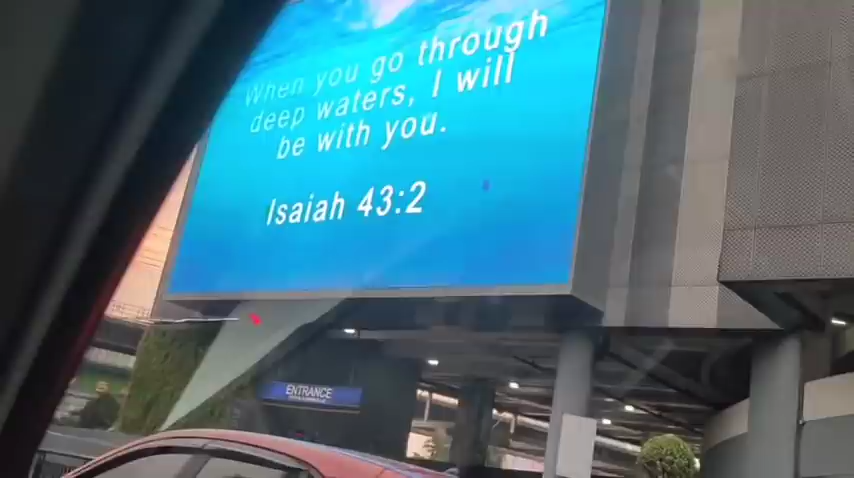 When you go through
deep waters, I will
be with you.
Isaiah 43:2
ENTRANCE